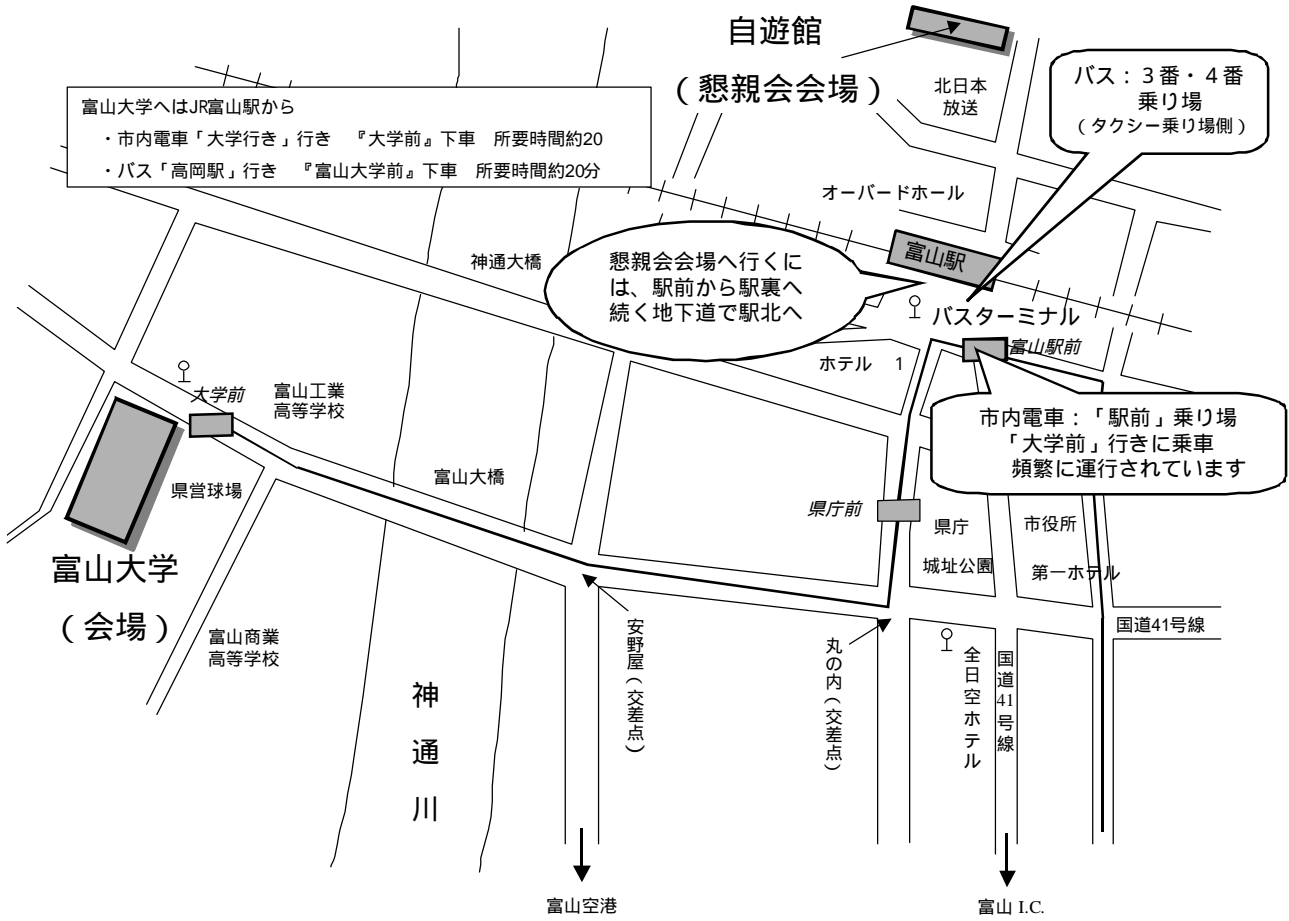 自遊館
（懇親会会場）
北日本
放送
バス：３番・４番
乗り場
（タクシー乗り場側）
富山大学へはJR富山駅から
・市内電車「大学行き」行き　『大学前』下車　所要時間約20
・バス「高岡駅」行き　『富山大学前』下車　所要時間約20分
オーバードホール
神通大橋
懇親会会場へ行くに
は、駅前から駅裏へ
続く地下道で駅北へ
富山駅
バスターミナル
富山駅前
ホテル　1
大学前
富山工業
高等学校
市内電車：「駅前」乗り場
「大学前」行きに乗車
頻繁に運行されています
富山大橋
県営球場
県庁前
県庁
市役所
城址公園
第一ホテル
富山大学
（会場）
富山商業
高等学校
国道41号線
安野屋（交差点）
丸の内（交差点）
全日空ホテル
国道41号線
神通川
富山空港
富山 I.C.